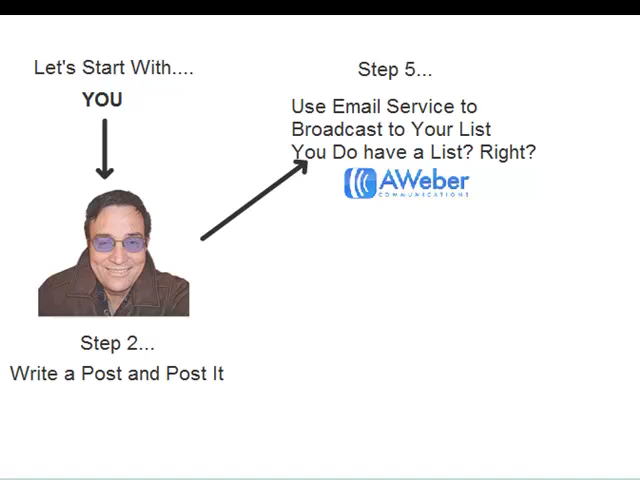 Let's Start With....
YOU
Step 2...
Write a Post and Post It
Step 5...
Use Email Service to
Broadcast to Your List
You Do have a List? Right?
AWeber
COMMUNICATIONS